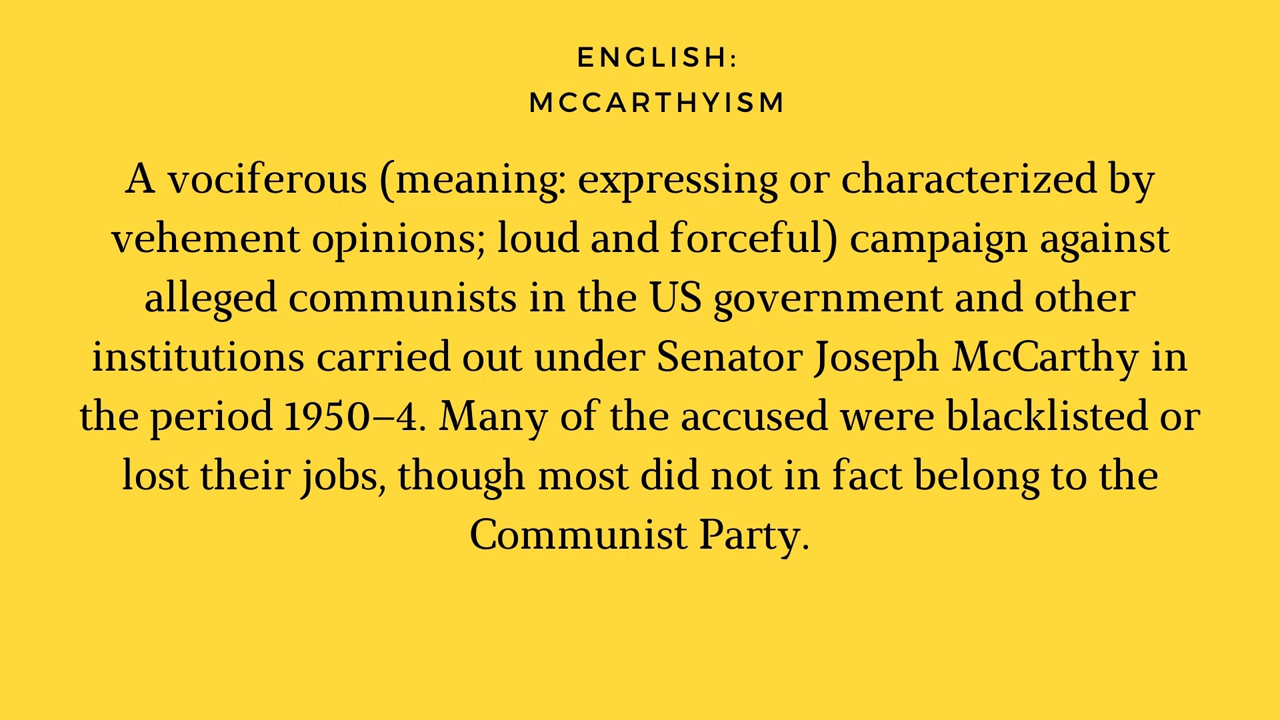 ENGLISH:
MCCARTHYISM
A vociferous (meaning: expressing or characterized by
vehement opinions; loud and forceful) campaign against
alleged communists in the US government and other
institutions carried out under Senator Joseph McCarthy in
the period 1950–4. Many of the accused were blacklisted or
lost their jobs, though most did not in fact belong to the
Communist Party.